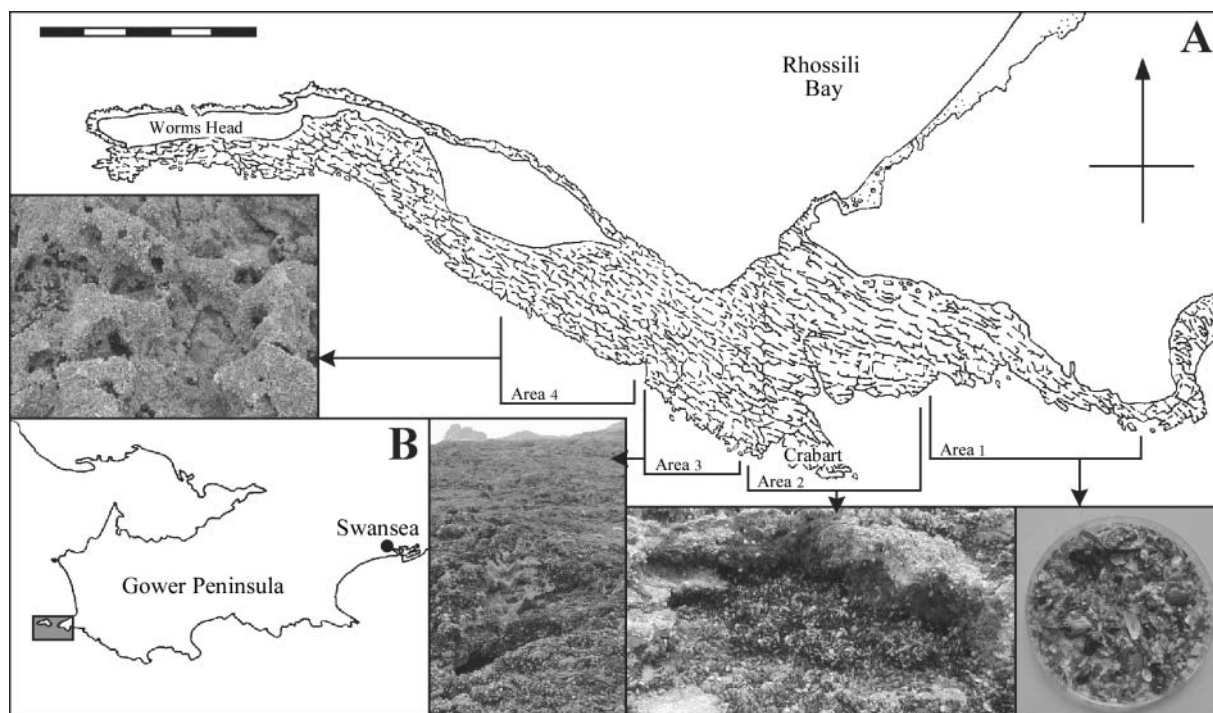 A
Rhossili
Bay
Worms Head
Area 4
Area 3
Crabart
Area 2
Area 1
B
Swansea
Gower Peninsula